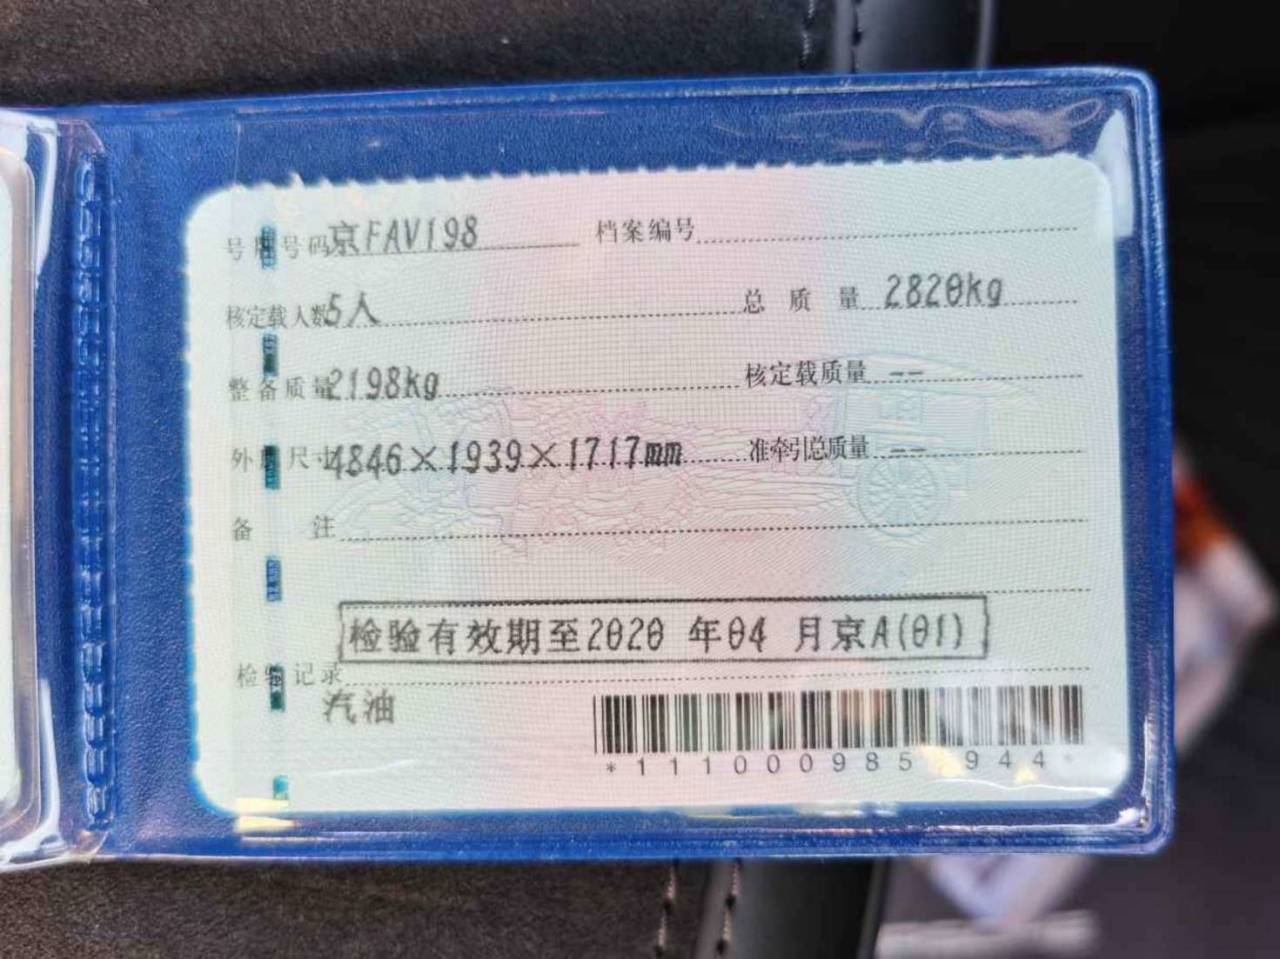 号牌号码 京FAV198 档案编号
核定载人数 5人 总质量 2820kg
整备质量 2198kg 核定载质量 --
外廓尺寸 4846×1939×1717mm 准牵引总质量 --
备注
检验有效期至2020 年04 月京A(01)
检验记录
汽油
*111000985 944*